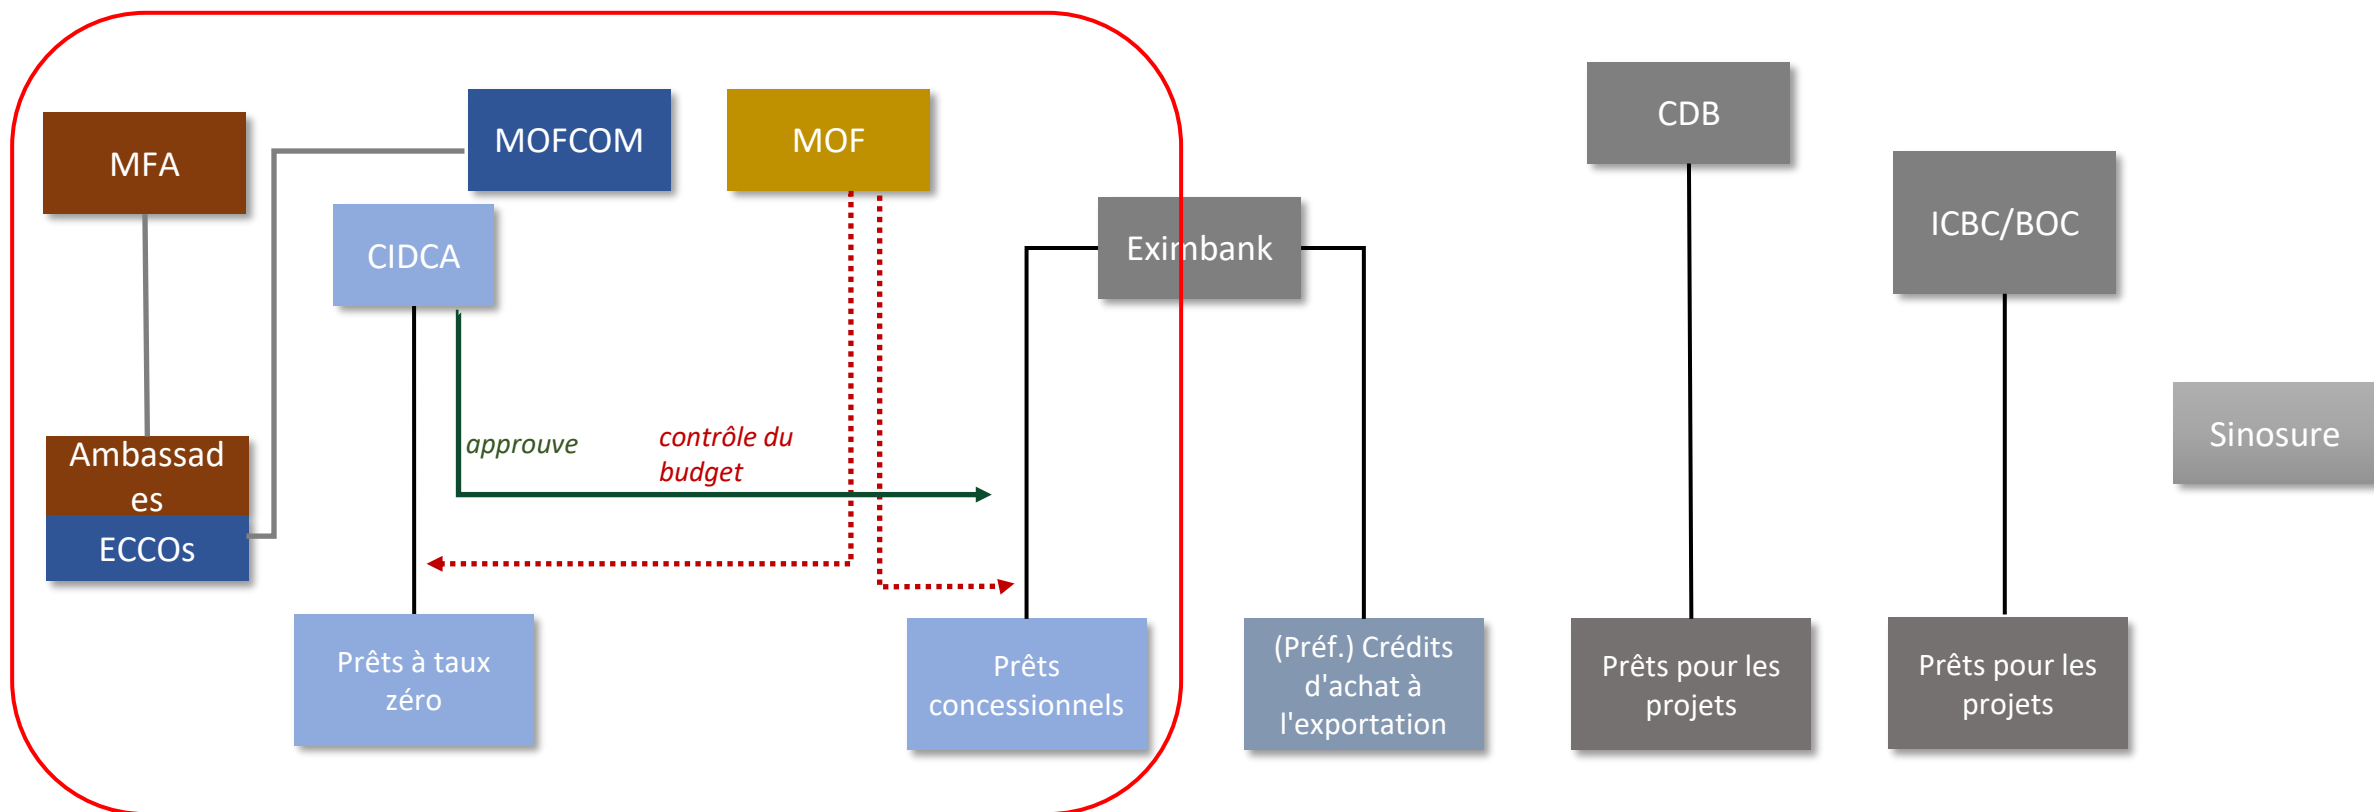 MFA
MOFCOM
MOF
CIDCA
Eximbank
CDB
ICBC/BOC
Sinosure
Ambassad
es
ECCOs
approuve
contrôle du
budget
Prêts à taux
zéro
Prêts
concessionnels
(Préf.) Crédits
d'achat à
l'exportation
Prêts pour les
projets
Prêts pour les
projets